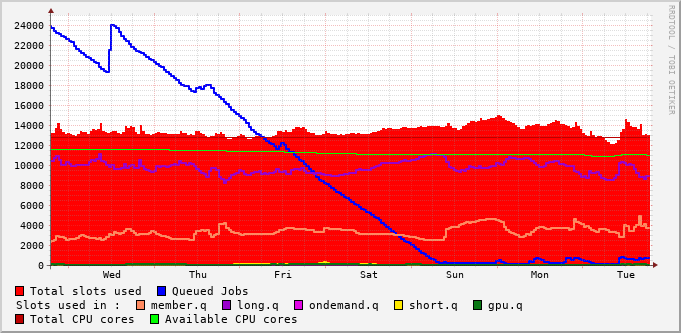 RRDTOOL / TOBI OETIKER
24000
22000
20000
18000
16000
14000
12000
10000
8000
6000
4000
2000
0
Wed Thu Fri Sat Sun Mon Tue
Total slots used Queued Jobs
Slots used in : member.q long.q ondemand.q short.q gpu.q
Total CPU cores Available CPU cores